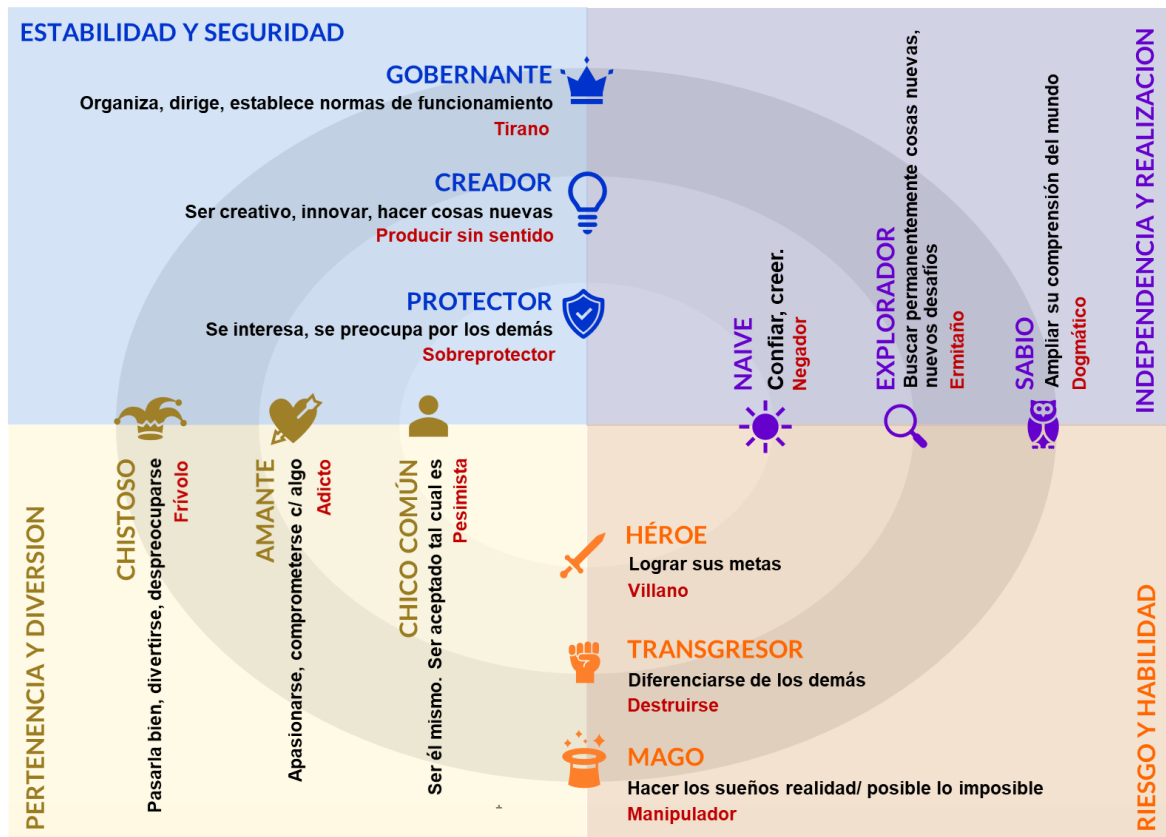 ESTABILIDAD Y SEGURIDAD
GOBERNANTE
Organiza, dirige, establece normas de funcionamiento
Tirano
CREADOR
Ser creativo, innovar, hacer cosas nuevas
Producir sin sentido
PROTECTOR
Se interesa, se preocupa por los demás
Sobreprotector
INDEPENDENCIA Y REALIZACION
NAIVE
Confiar, creer.
Negador
EXPLORADOR
Buscar permanentemente cosas nuevas,
nuevos desafíos
Ermitaño
SABIO
Ampliar su comprensión del mundo
Dogmático
PERTENENCIA Y DIVERSION
CHISTOSO
Pasarla bien, divertirse, despreocuparse
Frívolo
AMANTE
Apasionarse, comprometerse c/ algo
Adicto
CHICO COMÚN
Ser él mismo. Ser aceptado tal cual es
Pesimista
HÉROE
Lograr sus metas
Villano
TRANSGRESOR
Diferenciarse de los demás
Destruirse
MAGO
Hacer los sueños realidad/ posible lo imposible
Manipulador
RIESGO Y HABILIDAD